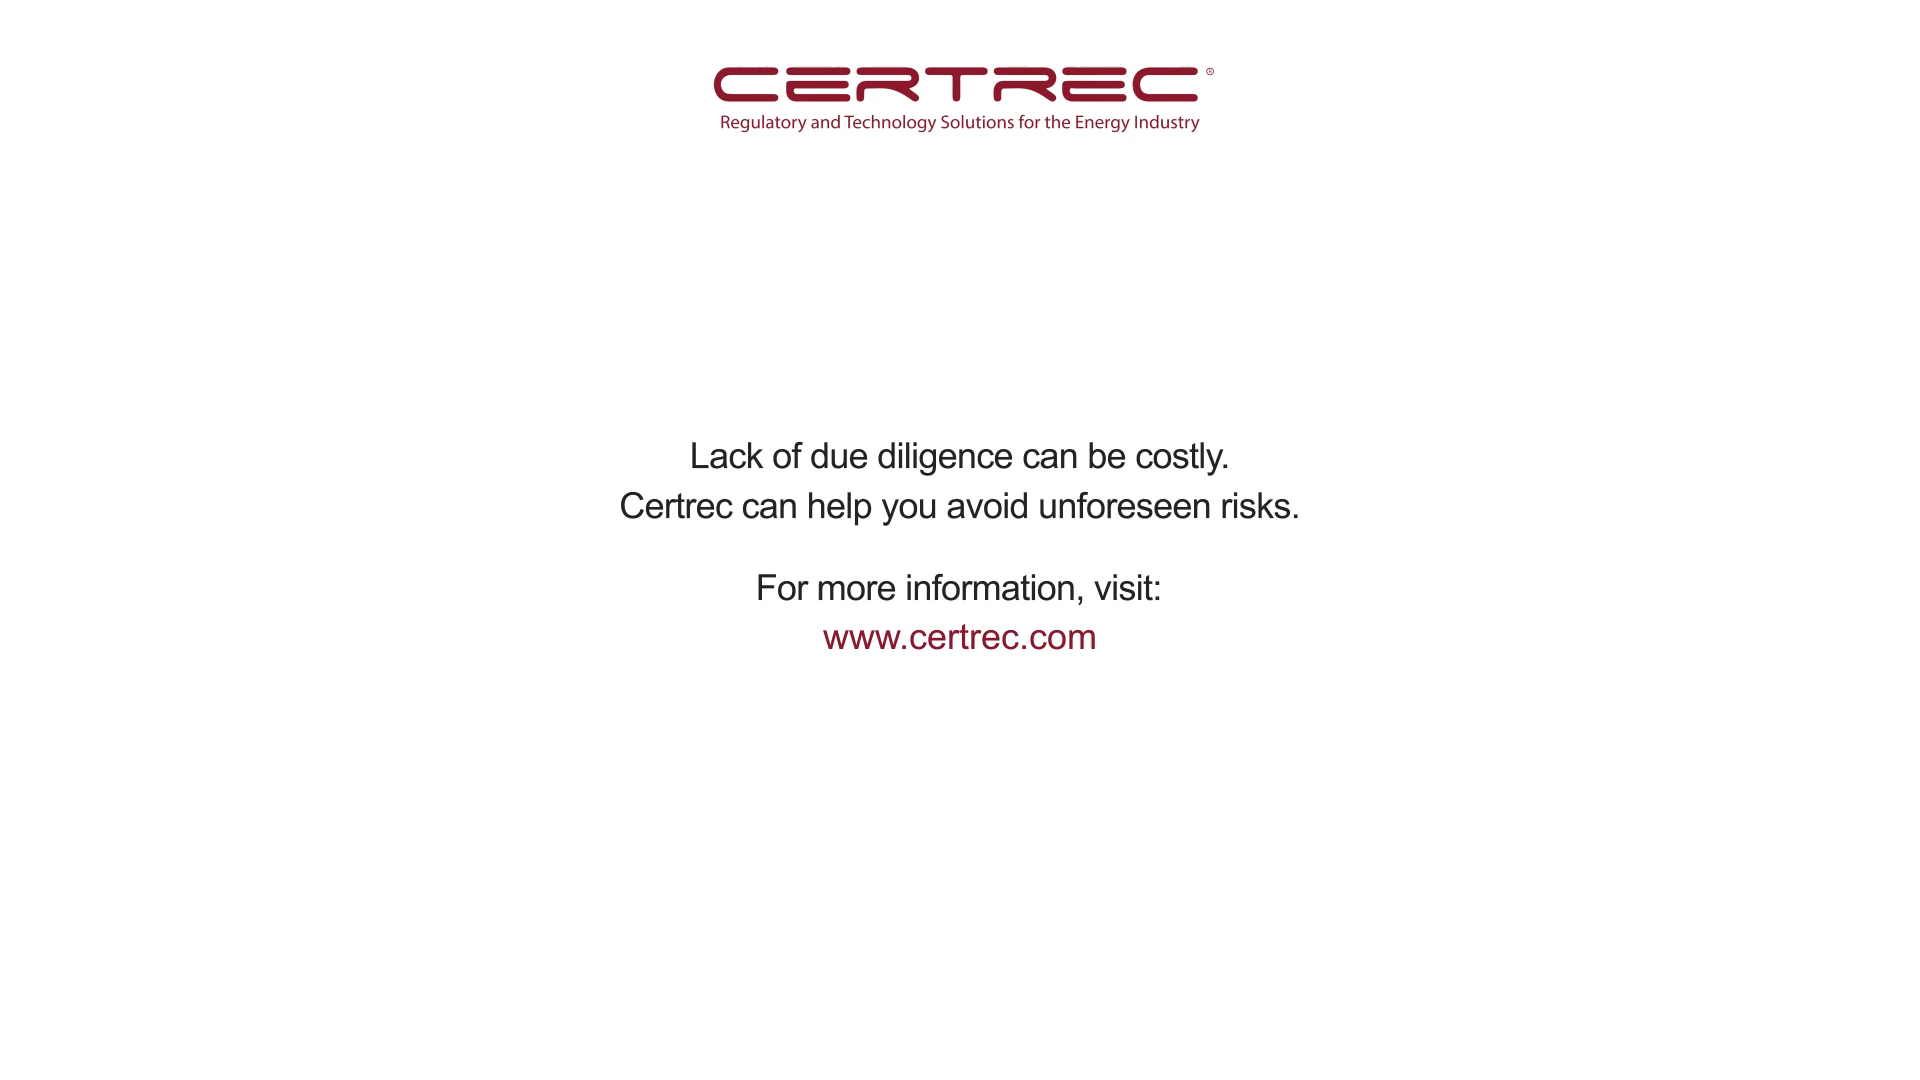 CERTREC®
Regulatory and Technology Solutions for the Energy Industry
Lack of due diligence can be costly.
Certrec can help you avoid unforeseen risks.
For more information, visit:
www.certrec.com